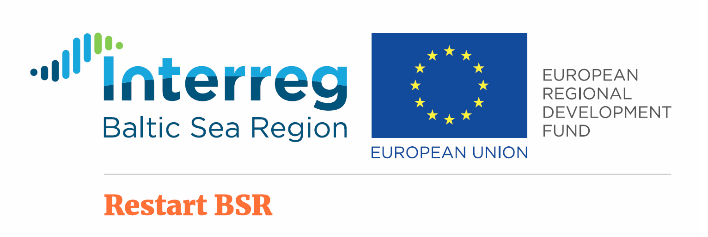 Interreg
Baltic Sea Region
EUROPEAN UNION
EUROPEAN
REGIONAL
DEVELOPMENT
FUND
Restart BSR